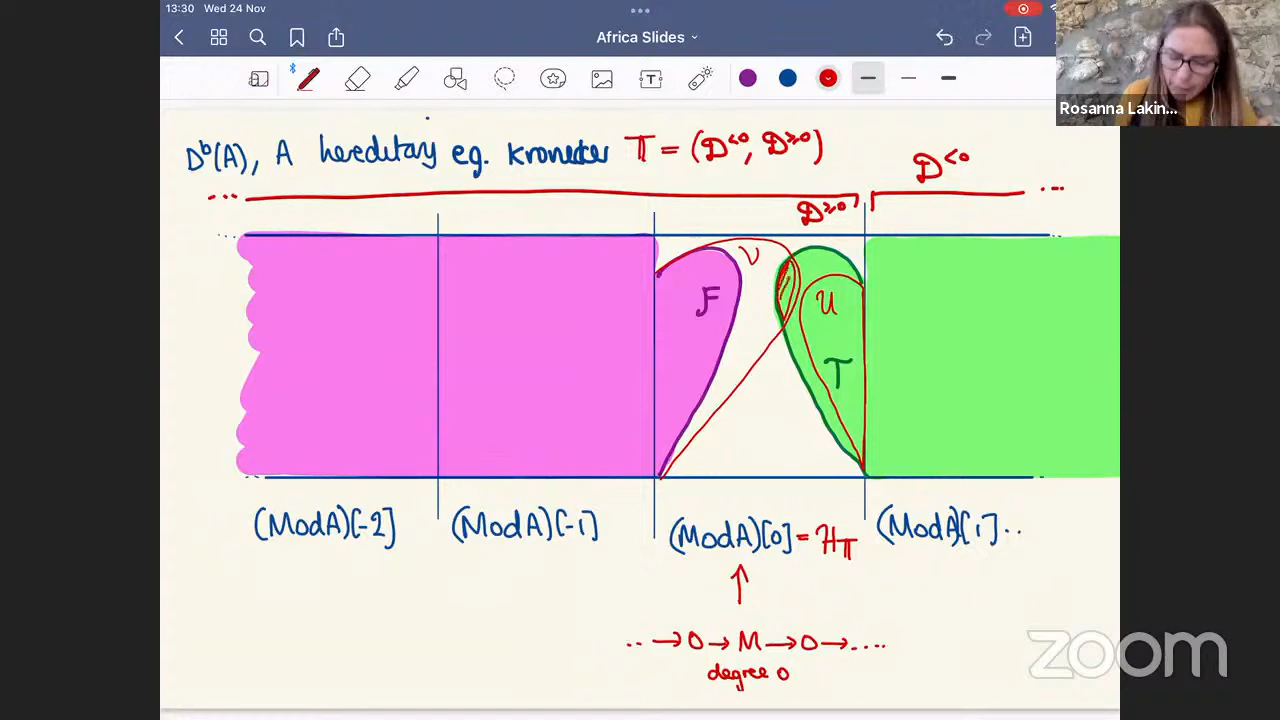 13:30 Wed 24 Nov
Africa Slides
Rosanna Lakin...
Dᵇ(A), A hereditary eg. Kronecker 𝕋 = (𝒟^{<0}, 𝒟^{≥0})
𝒟^{<0}
... ...
𝒟^{≥0}
F
V
U
T
(ModA)[-2]
(ModA)[-1]
(ModA)[0] = H_𝕋
(ModA)[1] ..
.. → 0 → M → 0 → ....
degree 0
zoom